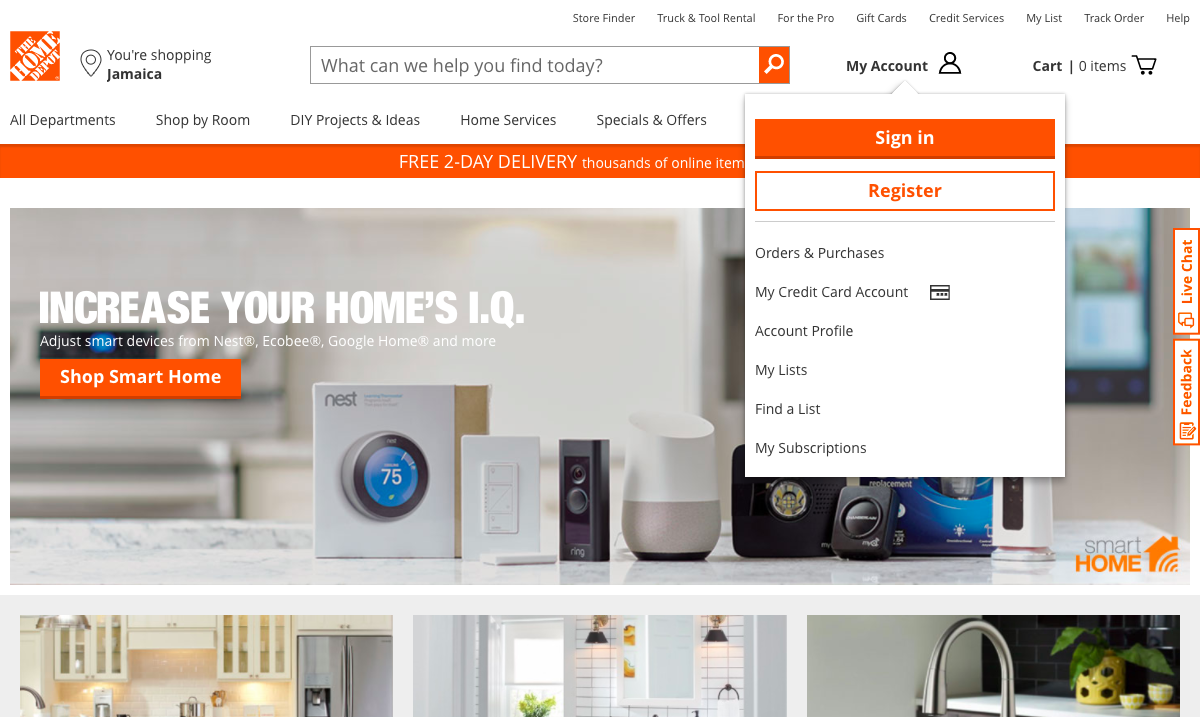 Store Finder Truck & Tool Rental For the Pro Gift Cards Credit Services My List Track Order Help
THE HOME DEPOT
You're shopping
Jamaica
What can we help you find today?
My Account
Cart | 0 items
All Departments Shop by Room DIY Projects & Ideas Home Services Specials & Offers
FREE 2-DAY DELIVERY thousands of online item
Sign in
Register
Orders & Purchases
My Credit Card Account
Account Profile
My Lists
Find a List
My Subscriptions
INCREASE YOUR HOME'S I.Q.
Adjust smart devices from Nest®, Ecobee®, Google Home® and more
Shop Smart Home
Live Chat
Feedback
nest
nest
75
ring
replacement
CHAMBERLAIN
smart
HOME